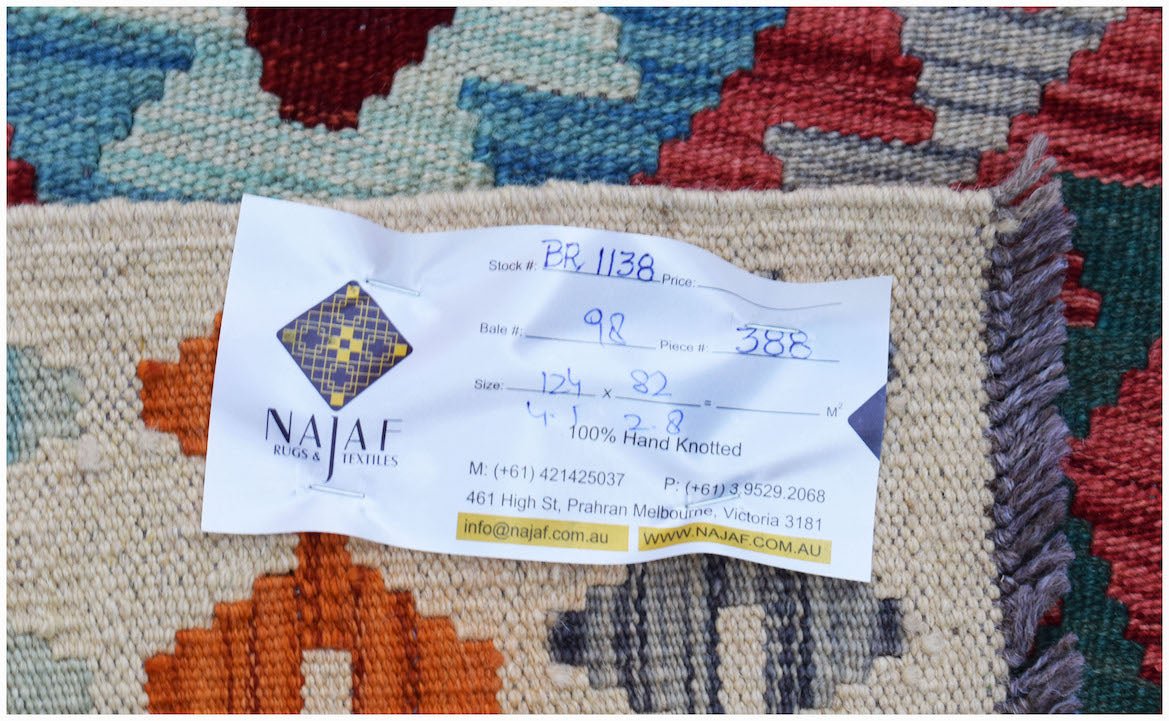 NAJAF
RUGS & TEXTILES
Stock #: BR 1138 Price:
Bale #: 98 Piece #: 388
Size: 124 x 82 = M²
4.1 2.8
100% Hand Knotted
M: (+61) 421425037 P: (+61) 3.9529.2068
461 High St, Prahran Melbourne, Victoria 3181
info@najaf.com.au WWW.NAJAF.COM.AU